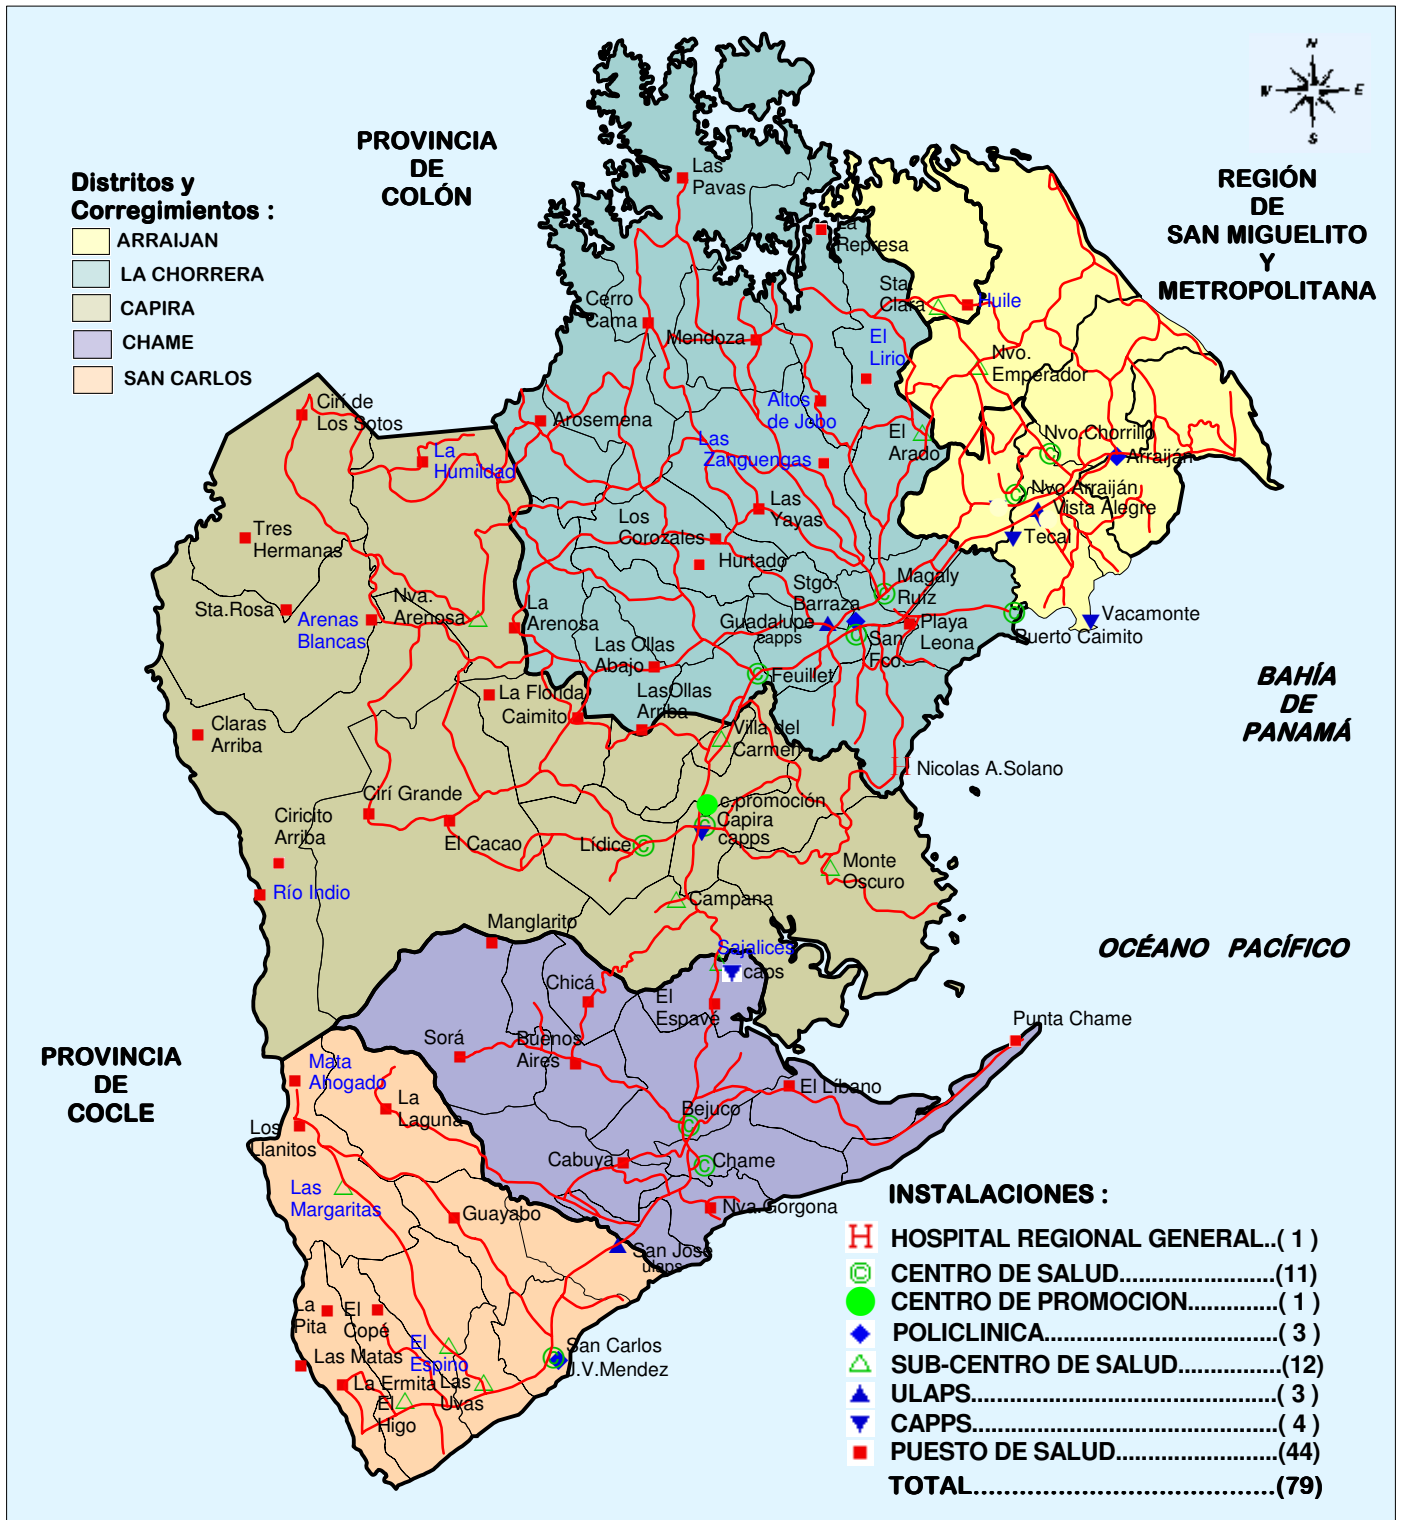 N
W
E
S
PROVINCIA
DE
COLÓN
REGIÓN
DE
SAN MIGUELITO
Y
METROPOLITANA
Distritos y
Corregimientos :
ARRAIJAN
LA CHORRERA
CAPIRA
CHAME
SAN CARLOS
Las
Pavas
La
Represa
Sta.
Clara
Huile
Cerro
Cama
Mendoza
El
Lirio
Nvo.
Emperador
Altos
de Jobo
Cirí de
Los Sotos
Arosemena
La
Humildad
Las
Zanguengas
El
Arado
Nvo.Chorrillo
Arraiján
Nvo.Arraiján
Vista Alegre
Tecal
Las
Yayas
Los
Corozales
Hurtado
Tres
Hermanas
Sta.Rosa
Arenas
Blancas
Nva.
Arenosa
La
Arenosa
Stgo.
Barraza
Magaly
Ruíz
Guadalupe
capps
San
Fco.
Playa
Leona
Vacamonte
Puerto Caimito
Las Ollas
Abajo
Feuillet
La Florida
Caimito
LasOllas
Arriba
Villa del
Carmen
Claras
Arriba
BAHÍA
DE
PANAMÁ
Nicolas A.Solano
Cirí Grande
Ciricito
Arriba
El Cacao
Lídice
c.promoción
Capira
capps
Monte
Oscuro
Río Indio
Campana
Manglarito
Sajalices
caps
OCÉANO PACÍFICO
Chicá
El
Espavé
Punta Chame
Sorá
Buenos
Aires
PROVINCIA
DE
COCLE
Mata
Ahogado
La
Laguna
El Líbano
Bejuco
Los
Llanitos
Cabuya
Chame
Las
Margaritas
Guayabo
Nva.Gorgona
San José
ulaps
La
Pita
El
Copé
El
Espino
San Carlos
J.V.Mendez
Las Matas
La Ermita
Las
Uvas
El
Higo
INSTALACIONES :
H HOSPITAL REGIONAL GENERAL..( 1 )
© CENTRO DE SALUD........................(11)
CENTRO DE PROMOCION..............( 1 )
POLICLINICA....................................( 3 )
SUB-CENTRO DE SALUD...............(12)
ULAPS...............................................( 3 )
CAPPS...............................................( 4 )
PUESTO DE SALUD.........................(44)
TOTAL......................................(79)